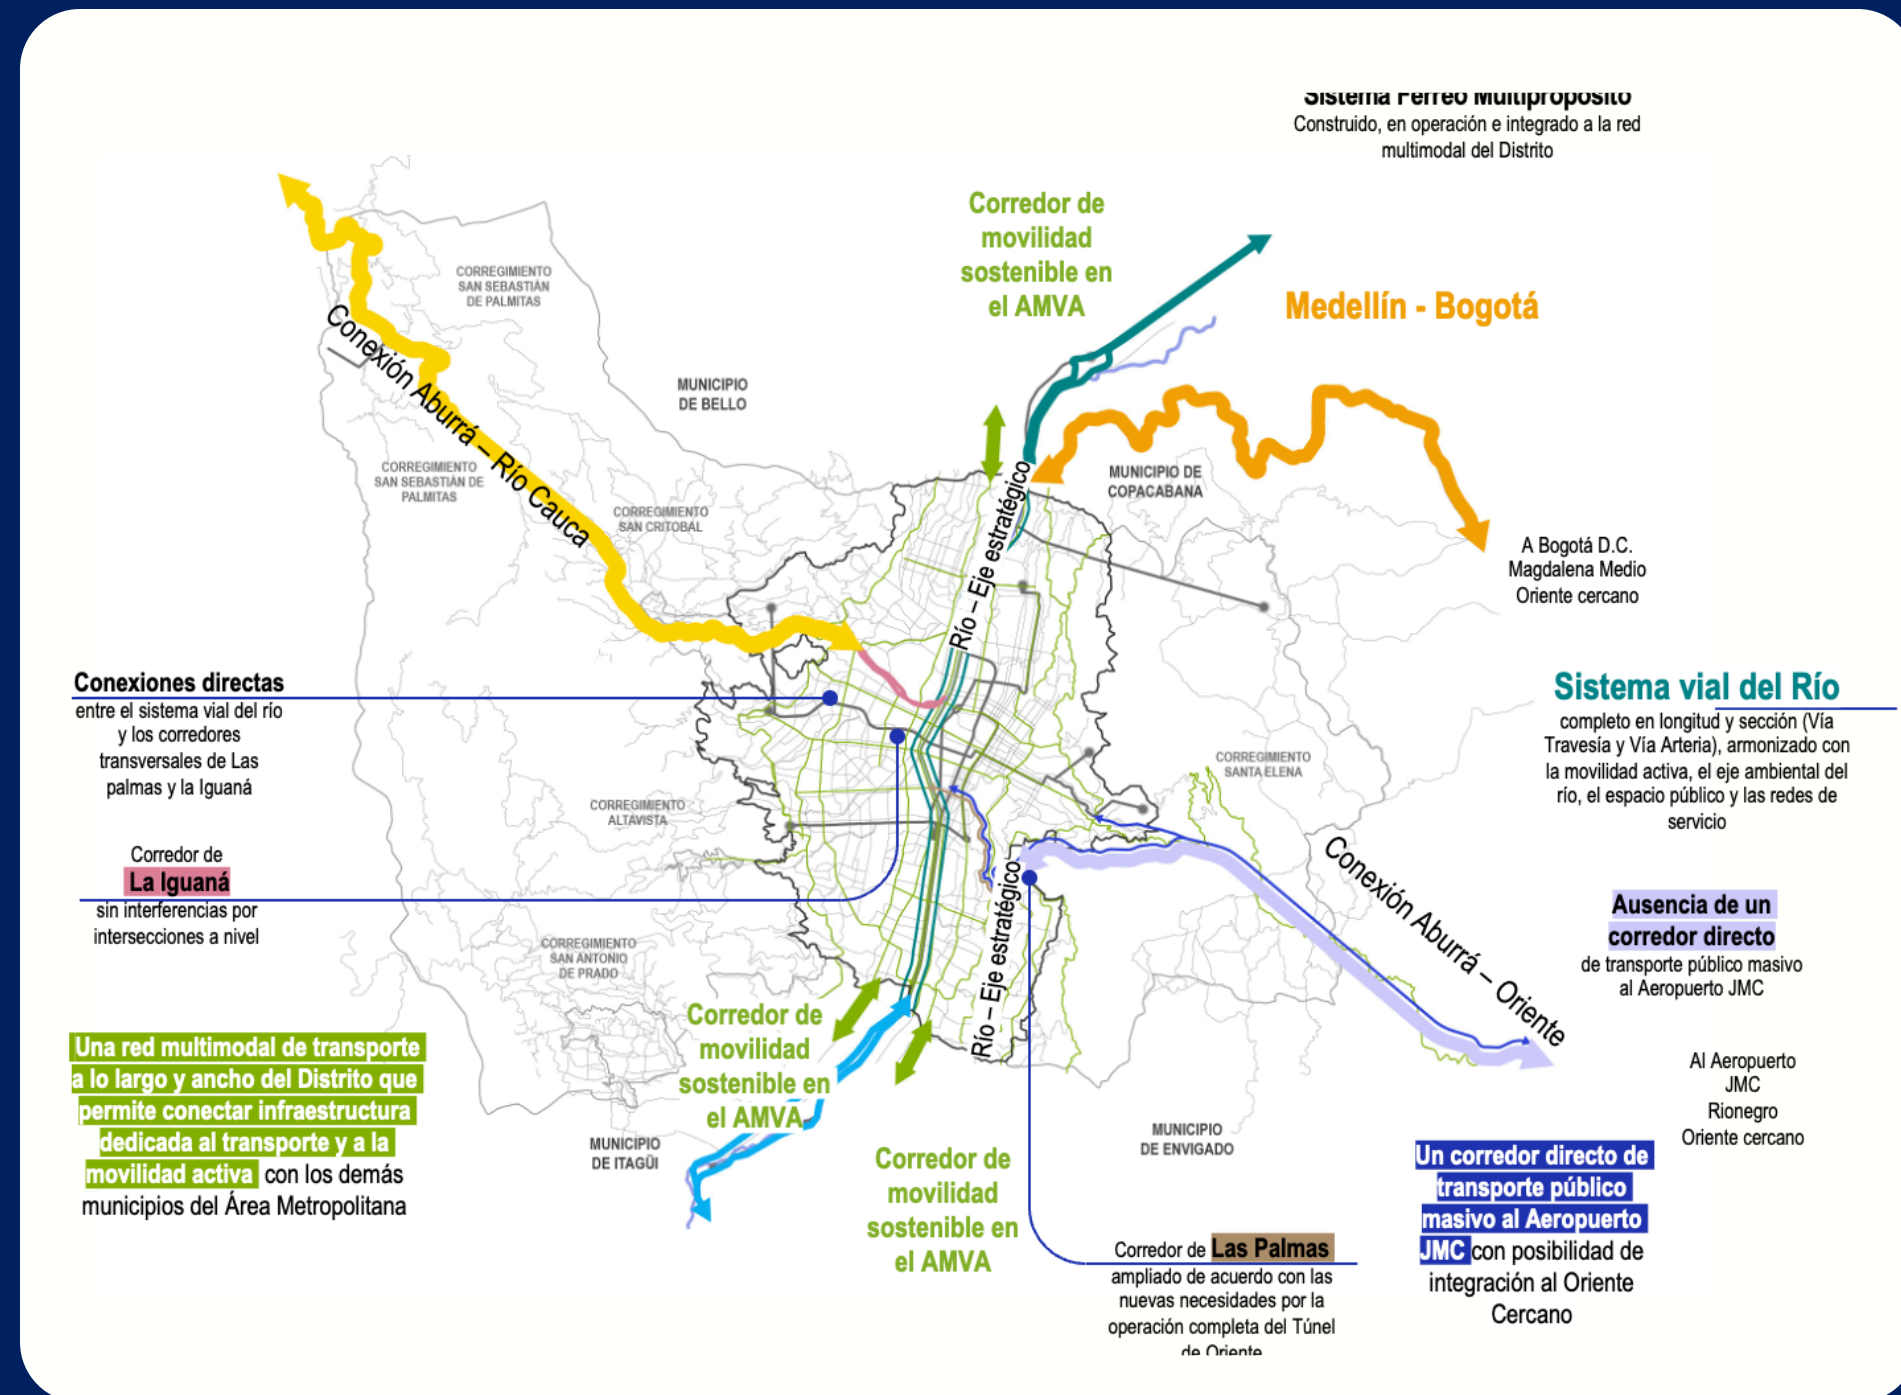 Sistema Férreo Multipropósito
Construido, en operación e integrado a la red
multimodal del Distrito
Corredor de
movilidad
sostenible en
el AMVA
Medellín - Bogotá
CORREGIMIENTO
SAN SEBASTIÁN
DE PALMITAS
Conexión Aburrá – Río Cauca
MUNICIPIO
DE BELLO
CORREGIMIENTO
SAN SEBASTIÁN DE
PALMITAS
CORREGIMIENTO
SAN CRITOBAL
MUNICIPIO DE
COPACABANA
Río – Eje estratégico
A Bogotá D.C.
Magdalena Medio
Oriente cercano
Conexiones directas
entre el sistema vial del río
y los corredores
transversales de Las
palmas y la Iguaná
Sistema vial del Río
completo en longitud y sección (Vía
Travesía y Vía Arteria), armonizado con
la movilidad activa, el eje ambiental del
río, el espacio público y las redes de
servicio
CORREGIMIENTO
SANTA ELENA
CORREGIMIENTO
ALTAVISTA
Corredor de
La Iguaná
sin interferencias por
intersecciones a nivel
Conexión Aburrá – Oriente
Río – Eje estratégico
Ausencia de un
corredor directo
de transporte público masivo
al Aeropuerto JMC
CORREGIMIENTO
SAN ANTONIO
DE PRADO
Corredor de
movilidad
sostenible en
el AMVA
Una red multimodal de transporte
a lo largo y ancho del Distrito que
permite conectar infraestructura
dedicada al transporte y a la
movilidad activa con los demás
municipios del Área Metropolitana
Al Aeropuerto
JMC
Rionegro
Oriente cercano
MUNICIPIO
DE ITAGÜI
MUNICIPIO
DE ENVIGADO
Corredor de
movilidad
sostenible en
el AMVA
Un corredor directo de
transporte público
masivo al Aeropuerto
JMC con posibilidad de
integración al Oriente
Cercano
Corredor de Las Palmas
ampliado de acuerdo con las
nuevas necesidades por la
operación completa del Túnel
de Oriente